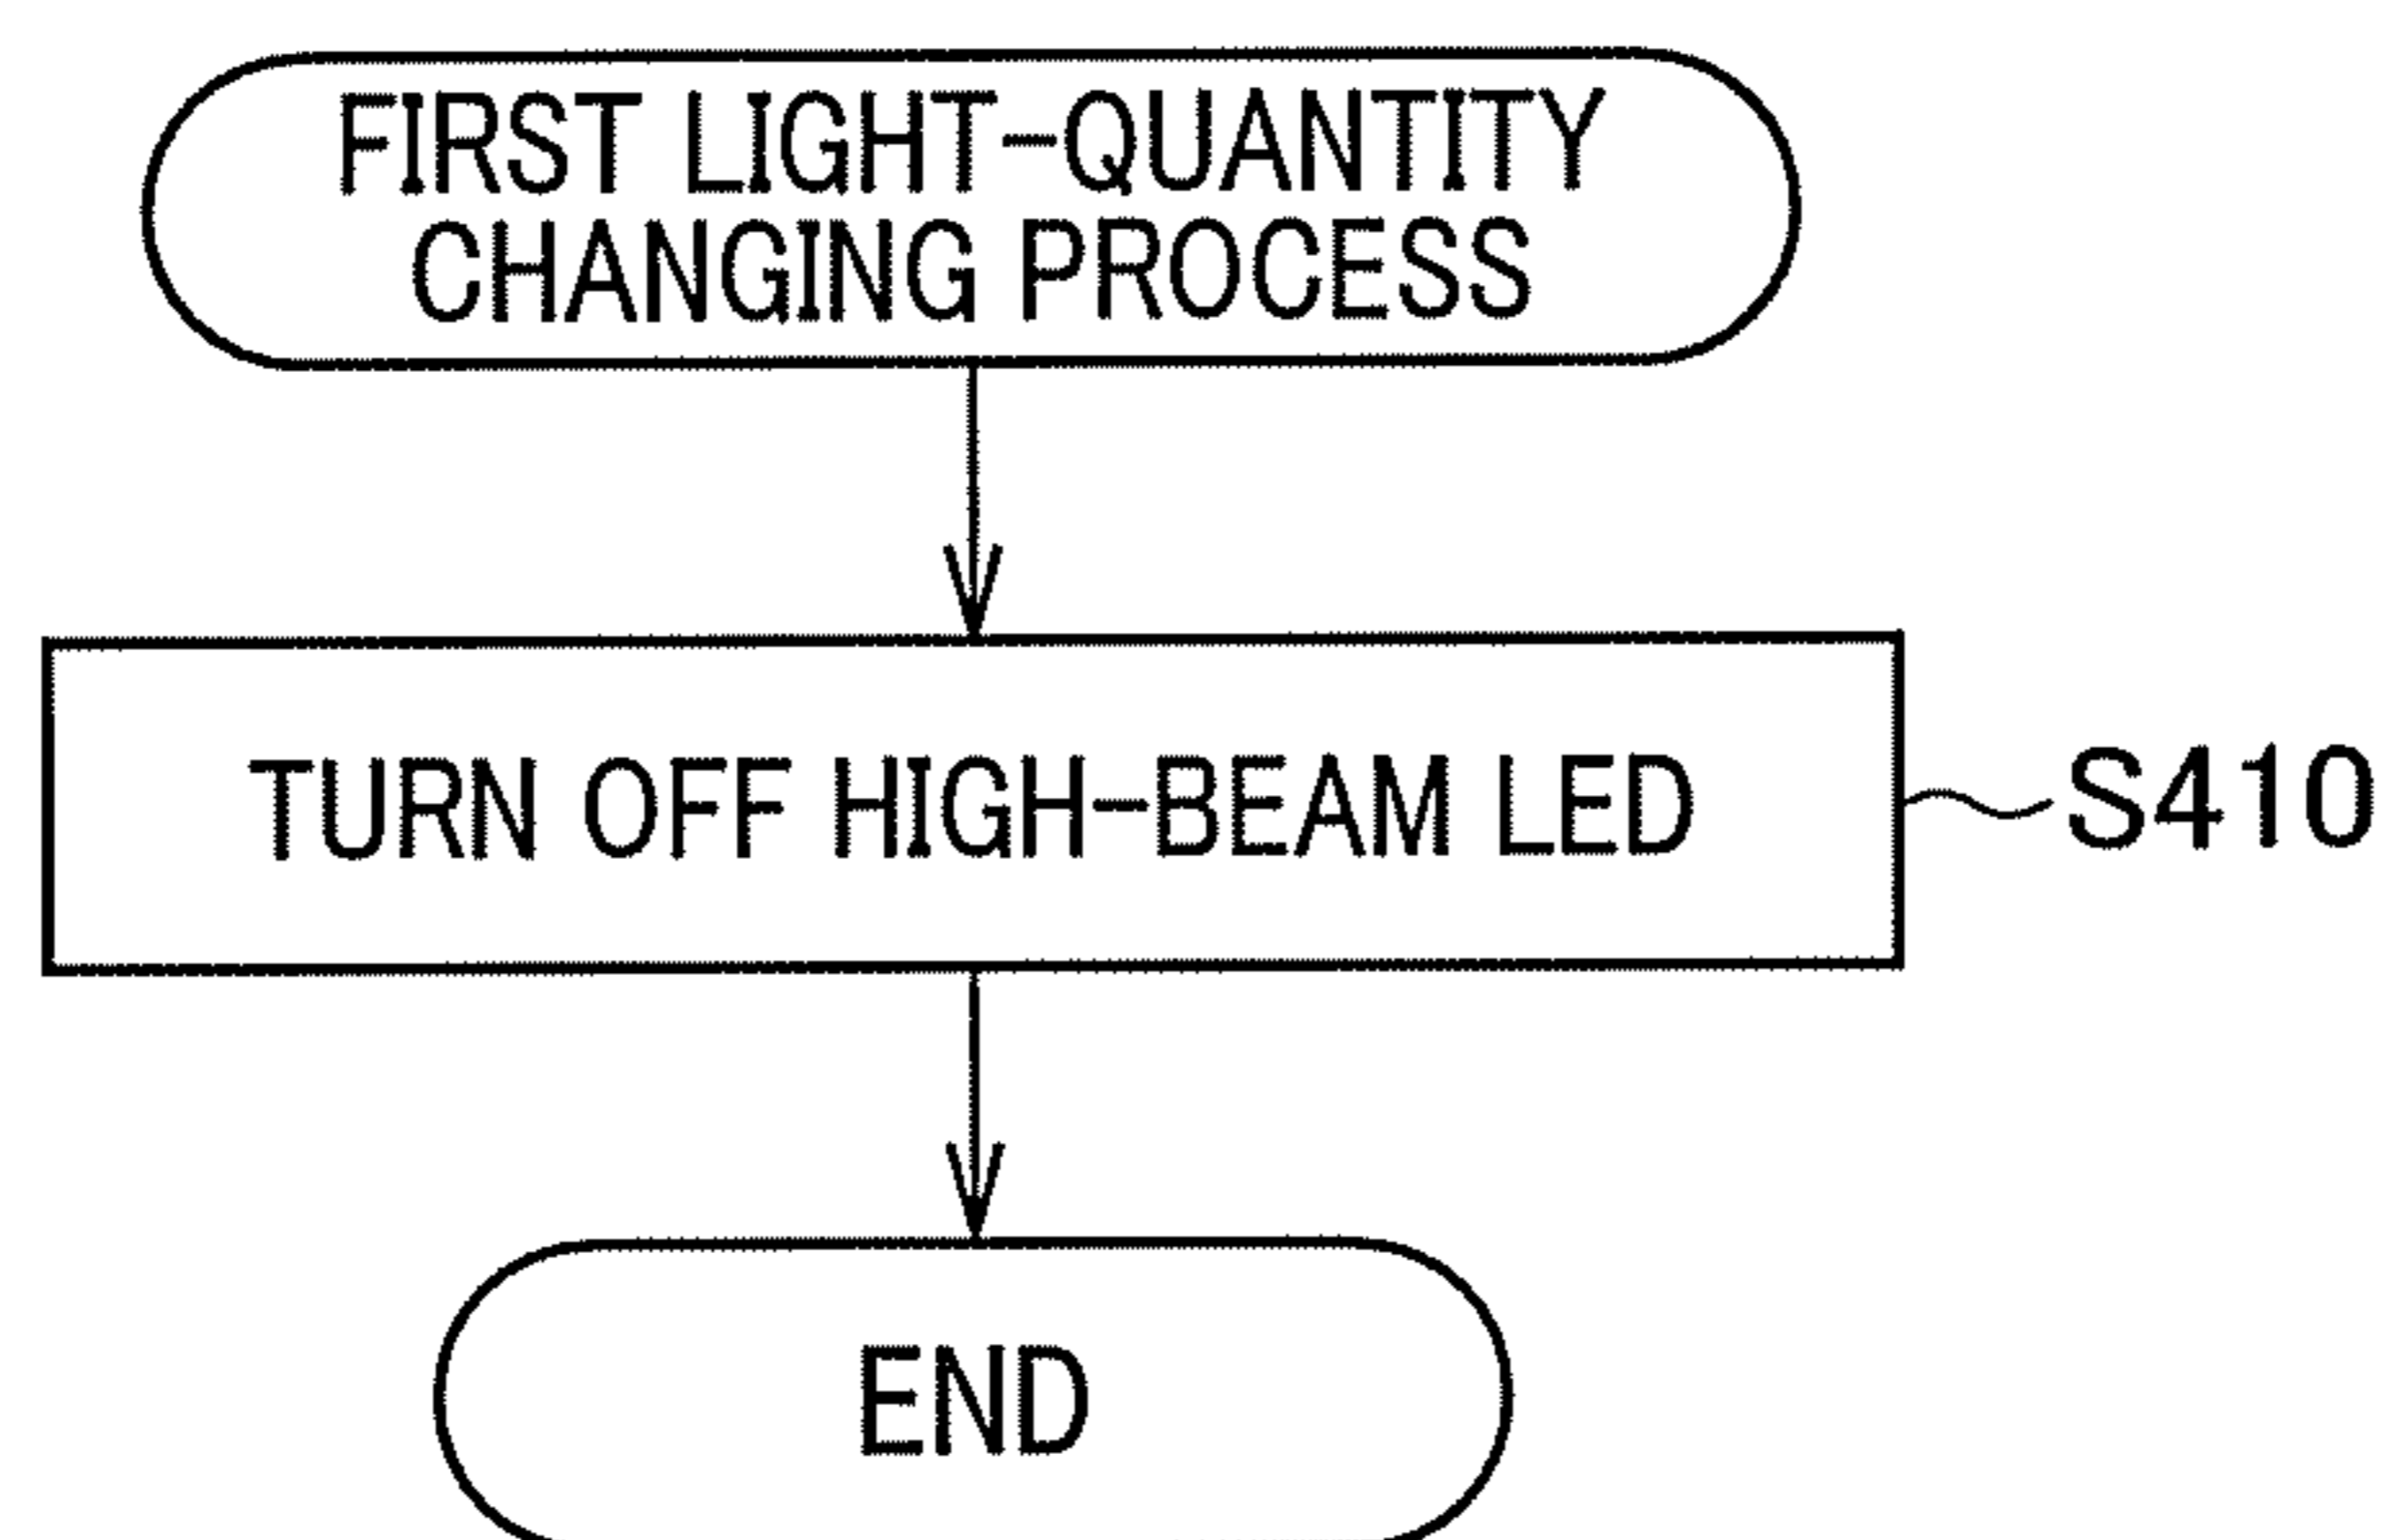 FIRST LIGHT-QUANTITY
CHANGING PROCESS
TURN OFF HIGH-BEAM LED
S410
END